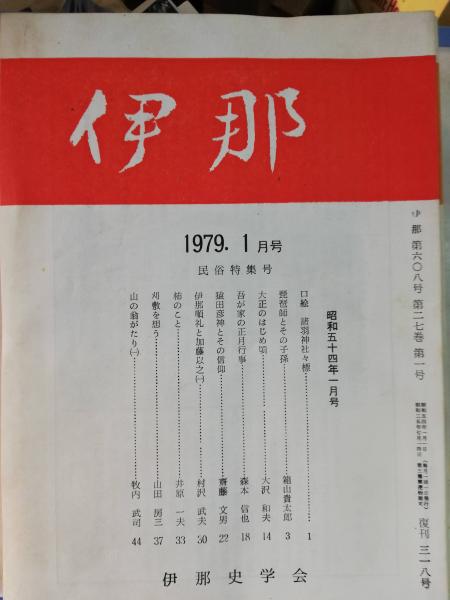 伊那
1979. 1月号
民俗特集号
昭和五十四年一月号
口絵 諸羽神社々標……1
琵琶師とその子孫……龍山貴太郎 3
大正のはじめ頃……大沢 和夫 14
吾が家の正月行事……森本 信也 18
猿田彦神とその信仰……齋藤 文男 22
伊那順礼と加藤以之㈠……村沢 武夫 30
柿のこと……井原 一夫 33
刈敷を想う……山田 房三 37
山の翁がたり㈠……牧内 武司 44
伊那史学会
伊那 第六〇八号 第二七巻 第一号
復刊 三一八号